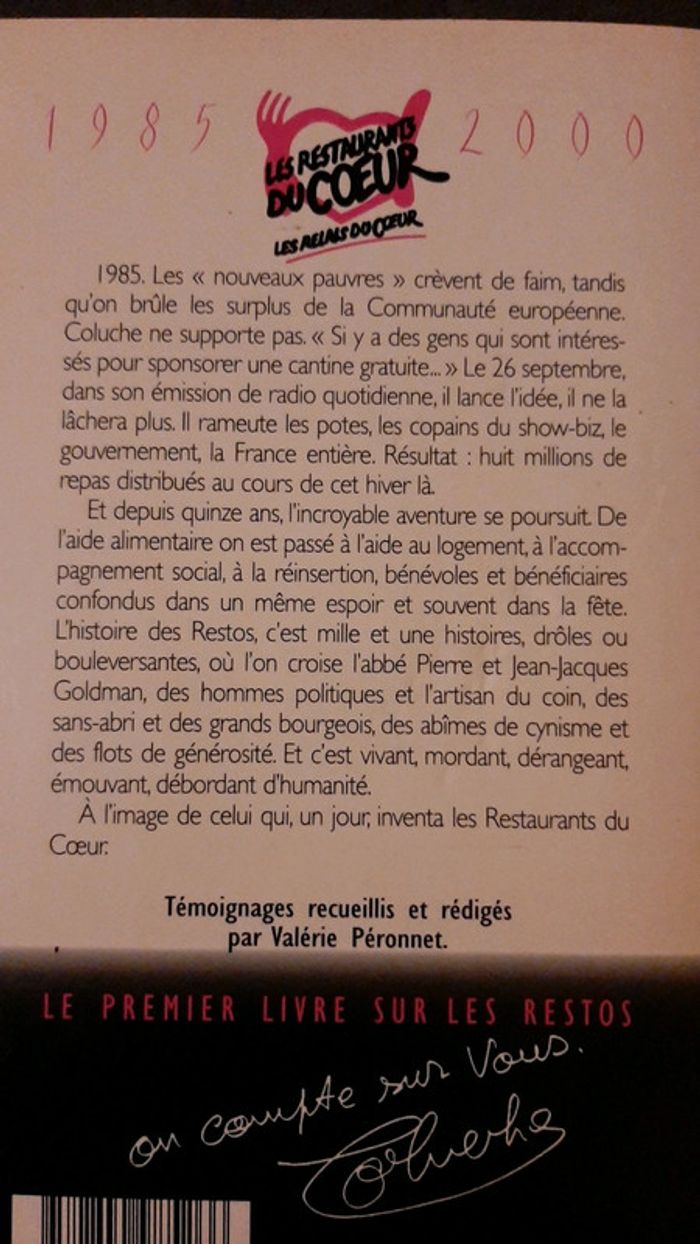 1985 2000
LES RESTAURANTS
DU COEUR
LES RELAIS DU CŒUR
1985. Les « nouveaux pauvres » crèvent de faim, tandis
qu'on brûle les surplus de la Communauté européenne.
Coluche ne supporte pas. « Si y a des gens qui sont intéres-
sés pour sponsorer une cantine gratuite... » Le 26 septembre,
dans son émission de radio quotidienne, il lance l'idée, il ne la
lâchera plus. Il rameute les potes, les copains du show-biz, le
gouvernement, la France entière. Résultat : huit millions de
repas distribués au cours de cet hiver là.
Et depuis quinze ans, l'incroyable aventure se poursuit. De
l'aide alimentaire on est passé à l'aide au logement, à l'accom-
pagnement social, à la réinsertion, bénévoles et bénéficiaires
confondus dans un même espoir et souvent dans la fête.
L'histoire des Restos, c'est mille et une histoires, drôles ou
bouleversantes, où l'on croise l'abbé Pierre et Jean-Jacques
Goldman, des hommes politiques et l'artisan du coin, des
sans-abri et des grands bourgeois, des abîmes de cynisme et
des flots de générosité. Et c'est vivant, mordant, dérangeant,
émouvant, débordant d'humanité.
À l'image de celui qui, un jour, inventa les Restaurants du
Cœur.
Témoignages recueillis et rédigés
par Valérie Péronnet.
LE PREMIER LIVRE SUR LES RESTOS
on compte sur vous.
Coluche